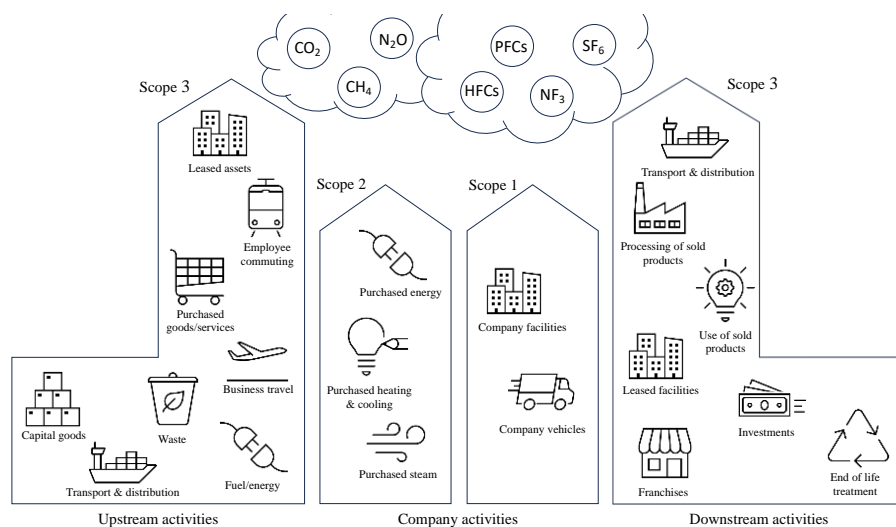 CO2
N2O
CH4
PFCs
SF6
HFCs
NF3
Scope 3
Leased assets
Employee
commuting
Purchased
goods/services
Business travel
Capital goods
Waste
Transport & distribution
Fuel/energy
Upstream activities
Scope 2
Purchased energy
Purchased heating
& cooling
Purchased steam
Scope 1
Company facilities
Company vehicles
Company activities
Scope 3
Transport & distribution
Processing of sold
products
Use of sold
products
Leased facilities
Investments
Franchises
End of life
treatment
Downstream activities